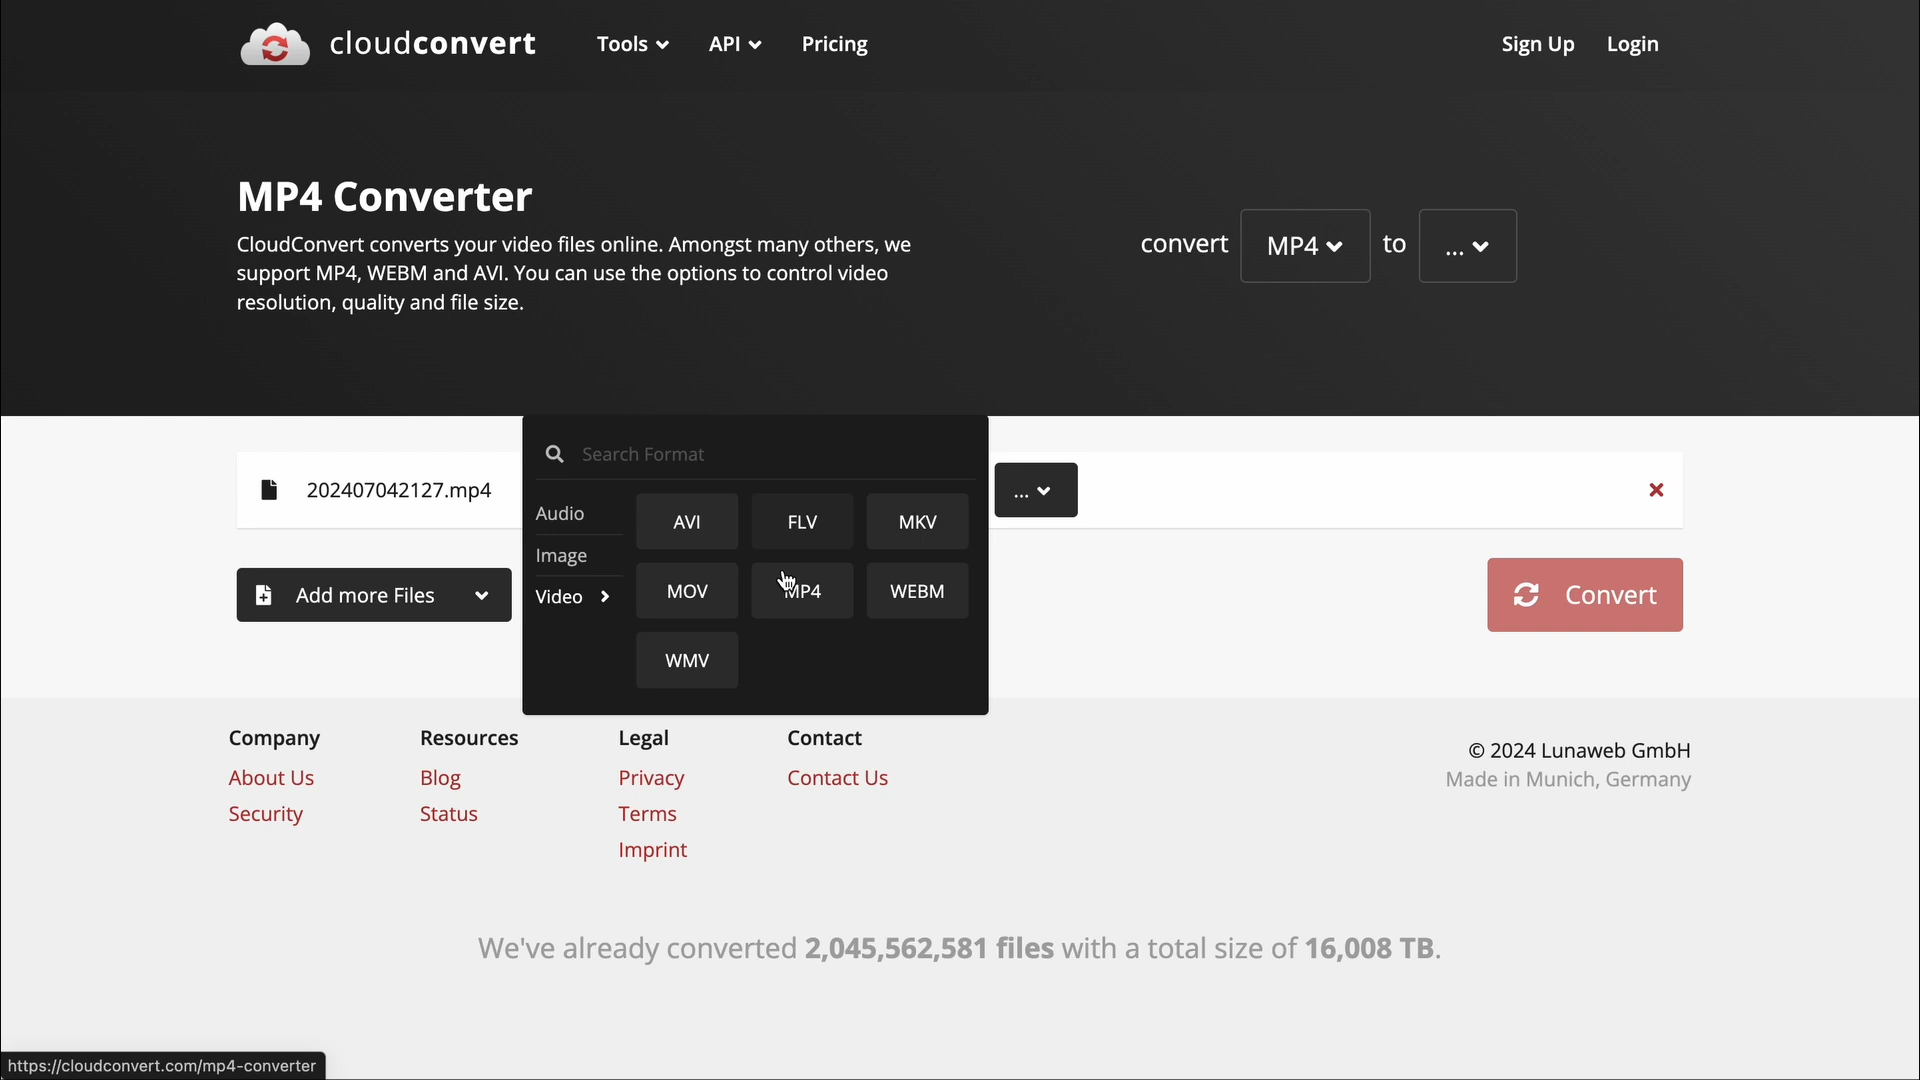 cloudconvert
Tools
API
Pricing
Sign Up
Login
MP4 Converter
CloudConvert converts your video files online. Amongst many others, we
support MP4, WEBM and AVI. You can use the options to control video
resolution, quality and file size.
convert
MP4
to
...
Search Format
202407042127.mp4
...
Audio
Image
Video
AVI
FLV
MKV
MOV
MP4
WEBM
WMV
Add more Files
Convert
Company
About Us
Security
Resources
Blog
Status
Legal
Privacy
Terms
Imprint
Contact
Contact Us
© 2024 Lunaweb GmbH
Made in Munich, Germany
We've already converted 2,045,562,581 files with a total size of 16,008 TB.
https://cloudconvert.com/mp4-converter